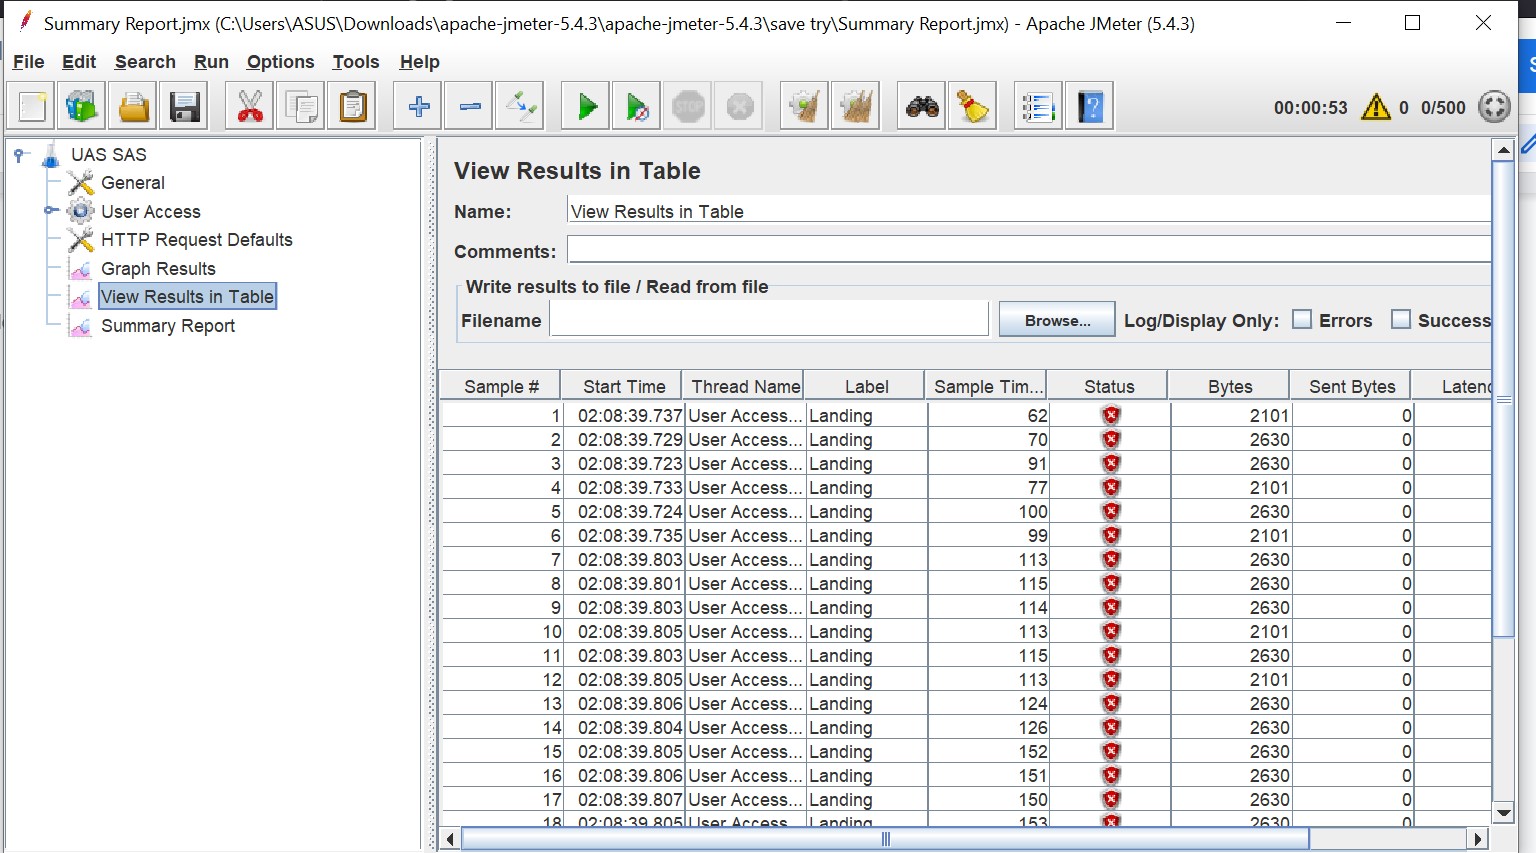 Summary Report.jmx (C:\Users\ASUS\Downloads\apache-jmeter-5.4.3\apache-jmeter-5.4.3\save try\Summary Report.jmx) - Apache JMeter (5.4.3)
File Edit Search Run Options Tools Help
STOP ? 00:00:53 0 0/500
UAS SAS
General
User Access
HTTP Request Defaults
Graph Results
View Results in Table
Summary Report
View Results in Table
Name: View Results in Table
Comments:
Write results to file / Read from file
Filename Browse... Log/Display Only: Errors Success
Sample # Start Time Thread Name Label Sample Tim... Status Bytes Sent Bytes Latenc
1 02:08:39.737 User Access... Landing 62 2101 0
2 02:08:39.729 User Access... Landing 70 2630 0
3 02:08:39.723 User Access... Landing 91 2630 0
4 02:08:39.733 User Access... Landing 77 2101 0
5 02:08:39.724 User Access... Landing 100 2630 0
6 02:08:39.735 User Access... Landing 99 2101 0
7 02:08:39.803 User Access... Landing 113 2630 0
8 02:08:39.801 User Access... Landing 115 2630 0
9 02:08:39.803 User Access... Landing 114 2630 0
10 02:08:39.805 User Access... Landing 113 2101 0
11 02:08:39.803 User Access... Landing 115 2630 0
12 02:08:39.805 User Access... Landing 113 2101 0
13 02:08:39.806 User Access... Landing 124 2630 0
14 02:08:39.804 User Access... Landing 126 2630 0
15 02:08:39.805 User Access... Landing 152 2630 0
16 02:08:39.806 User Access... Landing 151 2630 0
17 02:08:39.807 User Access... Landing 150 2630 0
18 02:08:39.805 User Access... Landing 153 2630 0